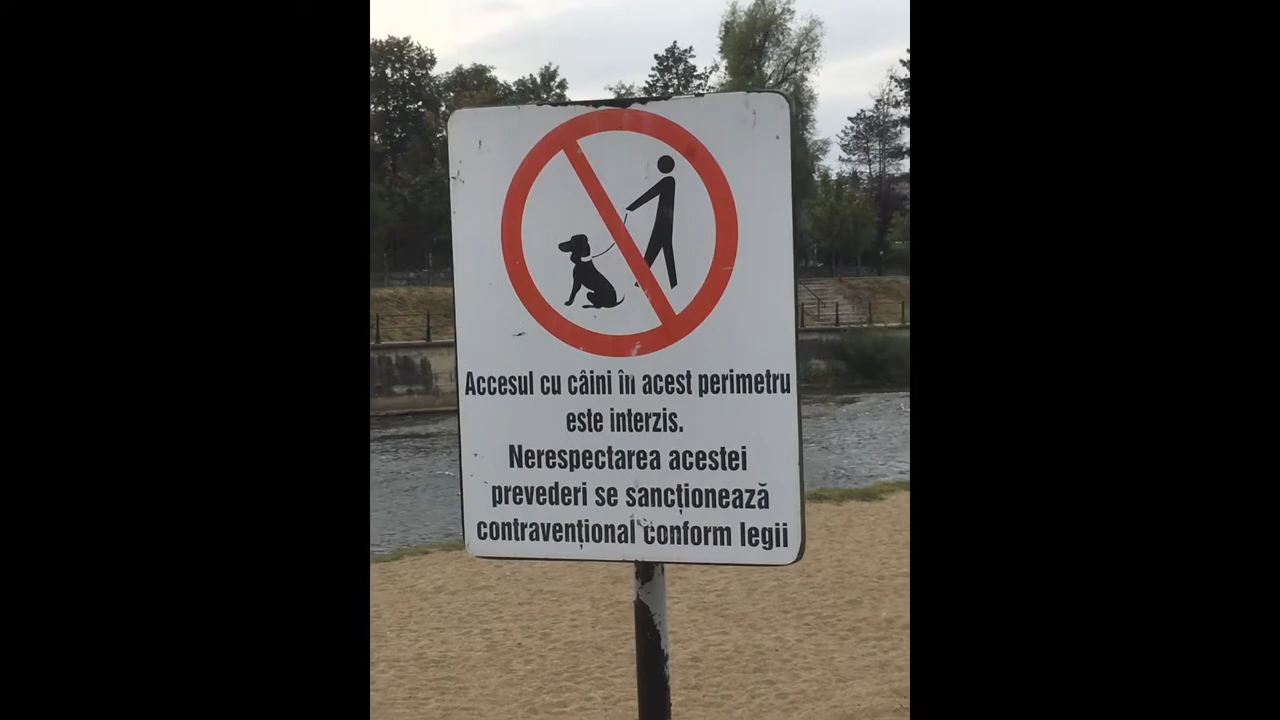 Accesul cu câini în acest perimetru
este interzis.
Nerespectarea acestei
prevederi se sancționează
contravențional conform legii